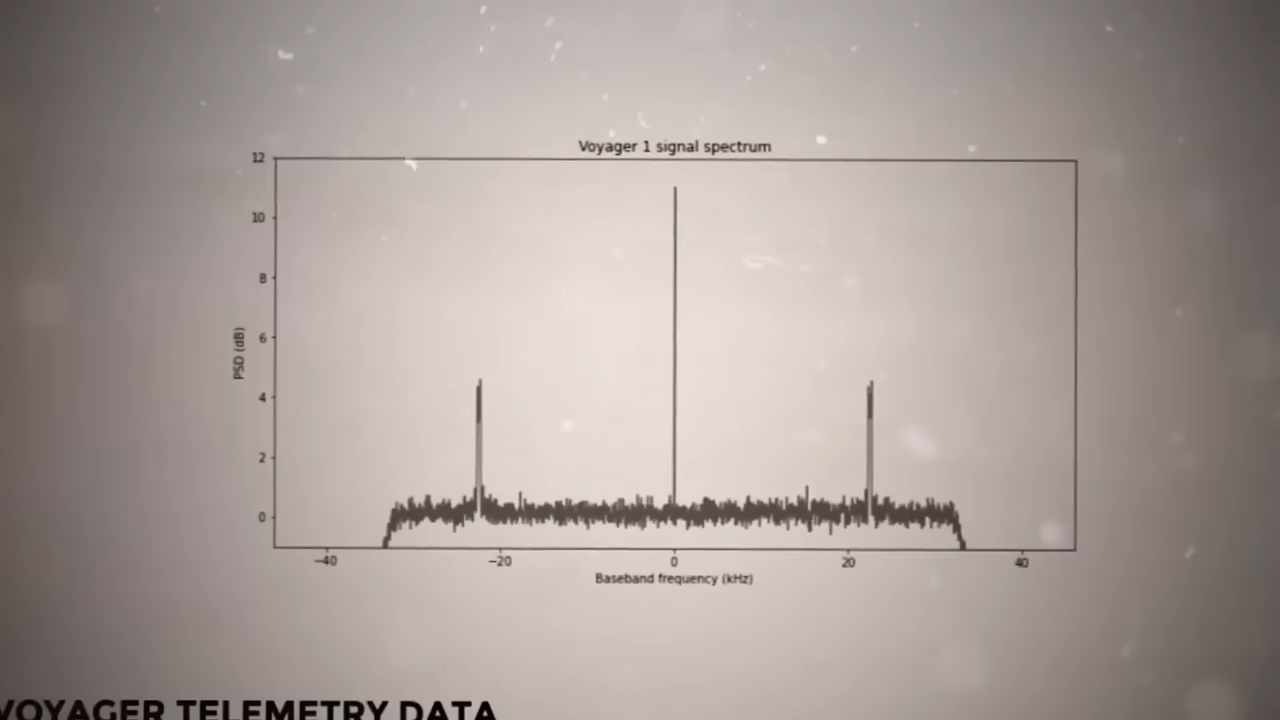 Voyager 1 signal spectrum
12
10
8
6
4
2
0
PSD (dB)
−40 −20 0 20 40
Baseband frequency (kHz)
VOYAGER TELEMETRY DATA